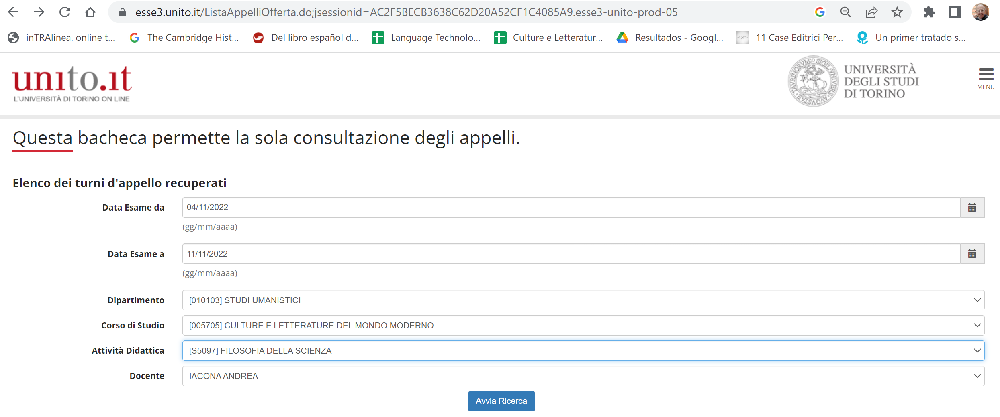 esse3.unito.it/ListaAppelliOfferta.do;jsessionid=AC2F5BECB3638C62D20A52CF1C4085A9.esse3-unito-prod-05
inTRAlinea. online t...
The Cambridge Hist...
Del libro español d...
Language Technolo...
Culture e Letteratur...
Resultados - Googl...
11 Case Editrici Per...
Un primer tratado s...
unito.it
L'UNIVERSITÀ DI TORINO ON LINE
UNIVERSITÀ
DEGLI STUDI
DI TORINO
MENU
Questa bacheca permette la sola consultazione degli appelli.
Elenco dei turni d'appello recuperati
Data Esame da
04/11/2022
(gg/mm/aaaa)
Data Esame a
11/11/2022
(gg/mm/aaaa)
Dipartimento
[010103] STUDI UMANISTICI
Corso di Studio
[005705] CULTURE E LETTERATURE DEL MONDO MODERNO
Attività Didattica
[S5097] FILOSOFIA DELLA SCIENZA
Docente
IACONA ANDREA
Avvia Ricerca